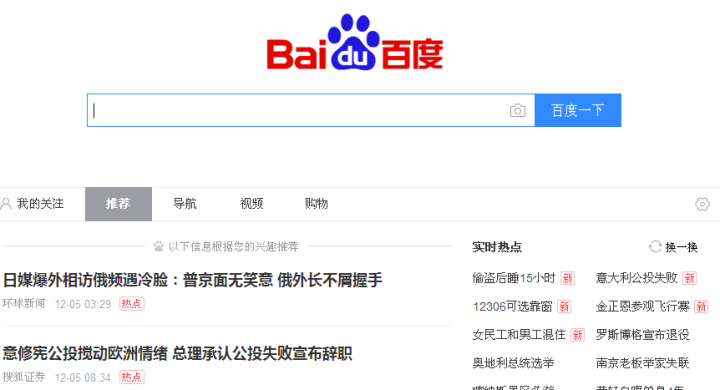 Baidu百度
百度一下
我的关注 推荐 导航 视频 购物
以下信息根据您的兴趣推荐
日媒爆外相访俄频遇冷脸：普京面无笑意 俄外长不屑握手
环球新闻 12-05 03:29 热点
意修宪公投搅动欧洲情绪 总理承认公投失败宣布辞职
搜狐证券 12-05 08:34 热点
实时热点 换一换
偷盗后睡15小时 新 意大利公投失败 新
12306可选靠窗 新 金正恩参观飞行赛 新
女民工和男工混住 新 罗斯博格宣布退役
奥地利总统选举 南京老板举家失联